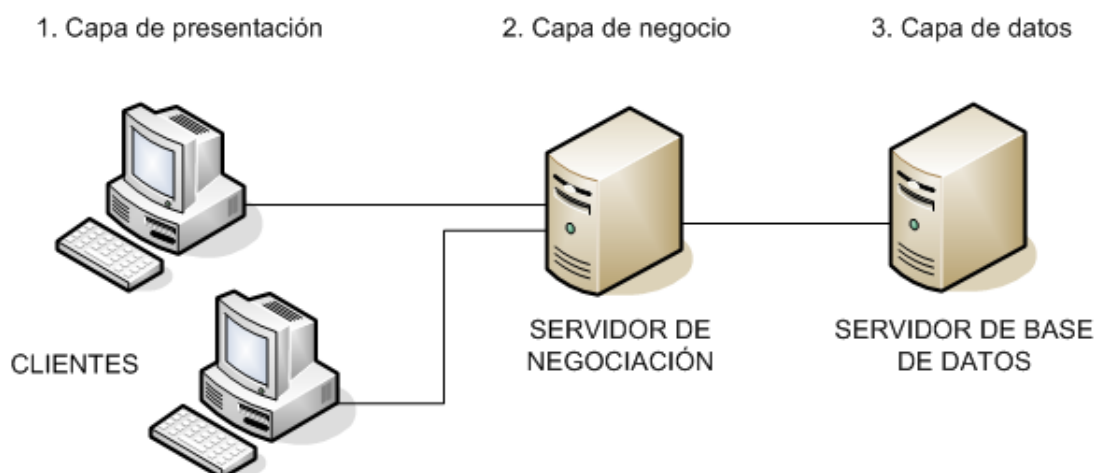 1. Capa de presentación
2. Capa de negocio
3. Capa de datos
CLIENTES
SERVIDOR DE
NEGOCIACIÓN
SERVIDOR DE BASE
DE DATOS